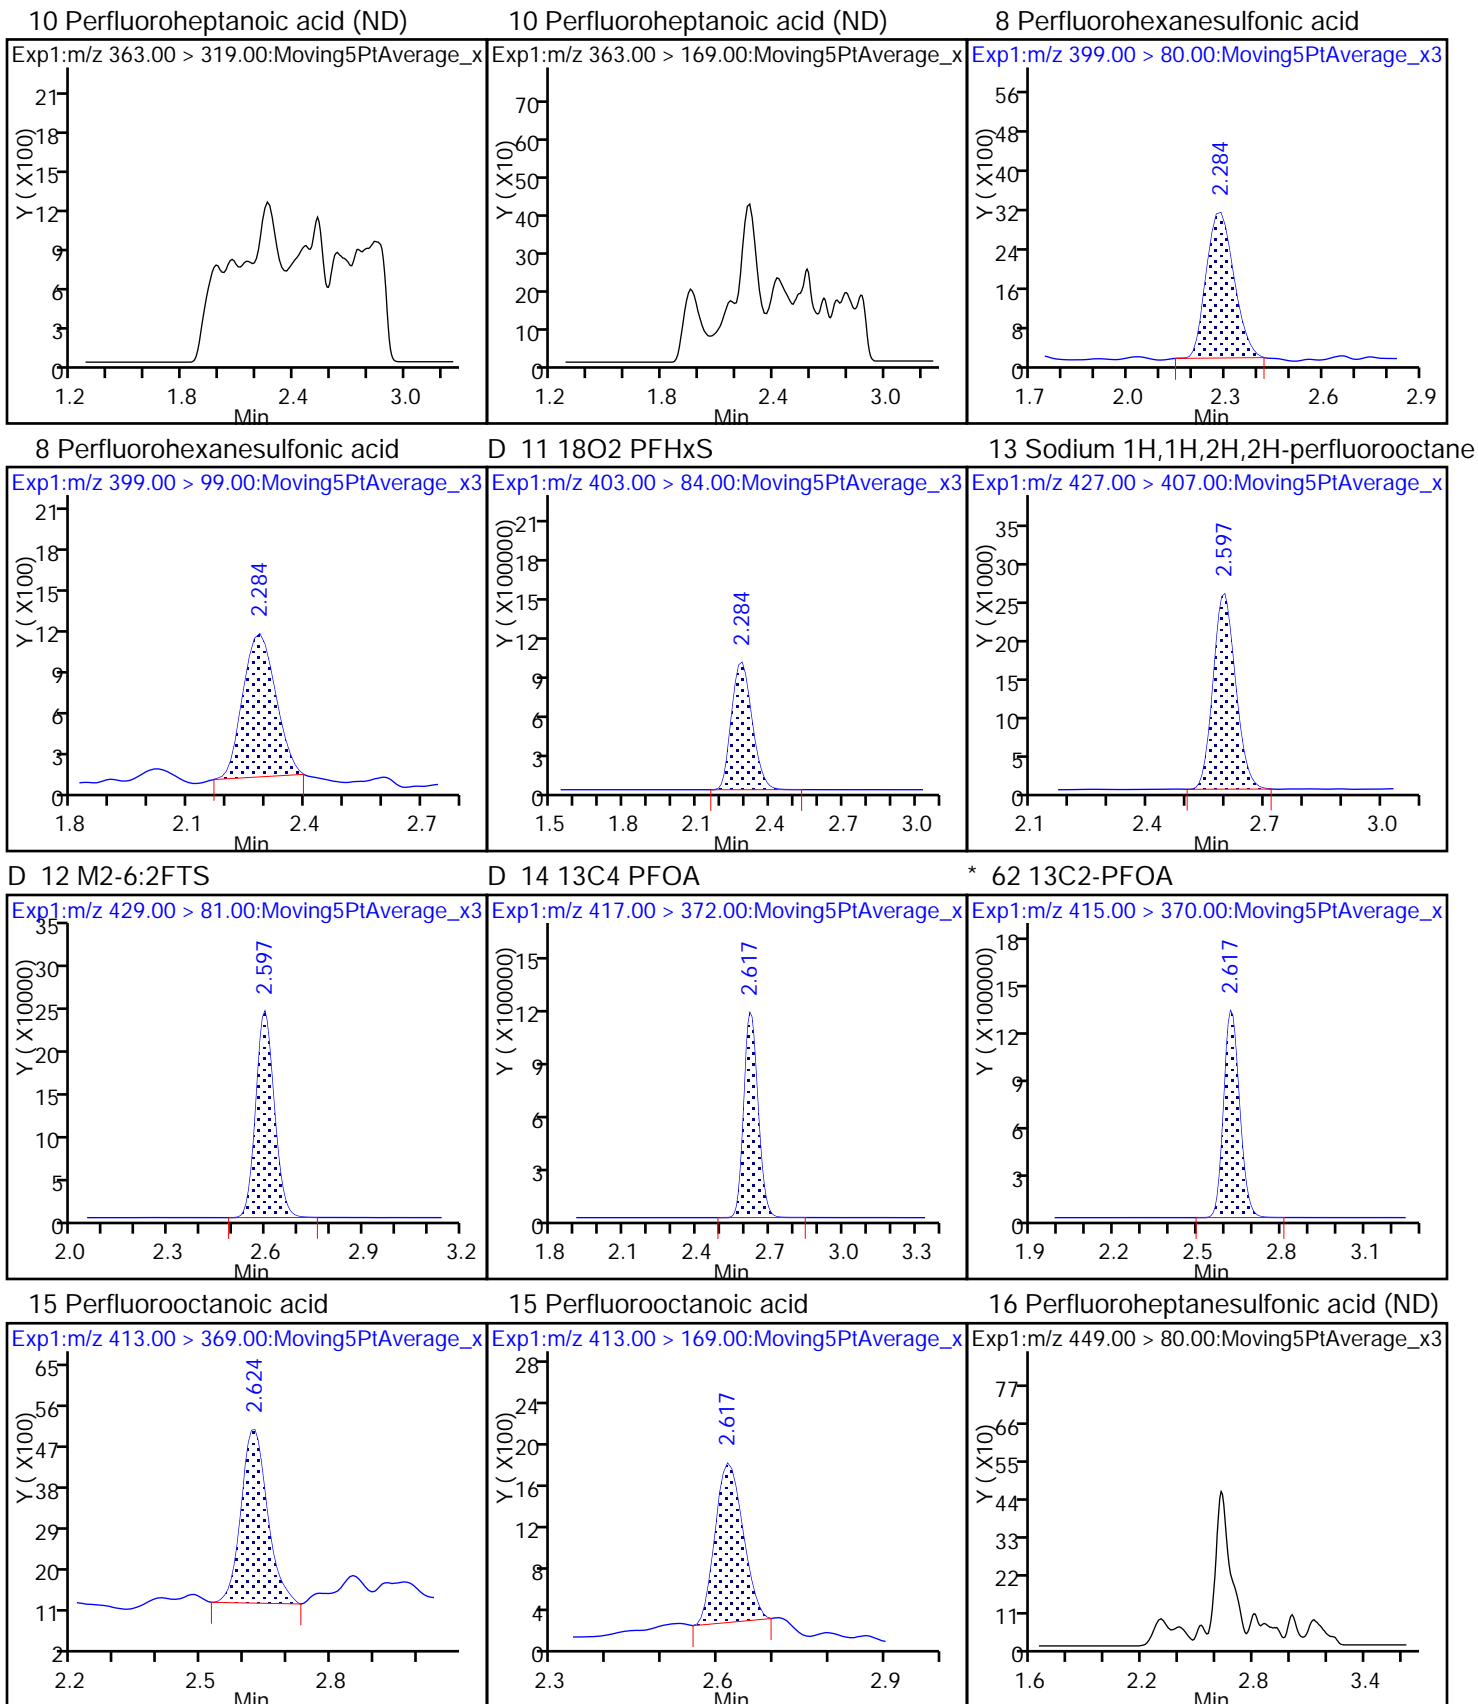 10 Perfluoroheptanoic acid (ND)
Exp1:m/z 363.00 > 319.00:Moving5PtAverage_x
Y ( X100)
21
18
15
12
9
6
3
0
1.2 1.8 2.4 3.0
Min
10 Perfluoroheptanoic acid (ND)
Exp1:m/z 363.00 > 169.00:Moving5PtAverage_x
Y ( X10)
70
60
50
40
30
20
10
0
1.2 1.8 2.4 3.0
Min
8 Perfluorohexanesulfonic acid
Exp1:m/z 399.00 > 80.00:Moving5PtAverage_x3
Y ( X100)
56
48
40
32
24
16
8
0
2.284
1.7 2.0 2.3 2.6 2.9
Min
8 Perfluorohexanesulfonic acid
Exp1:m/z 399.00 > 99.00:Moving5PtAverage_x3
Y ( X100)
21
18
15
12
9
6
3
0
2.284
1.8 2.1 2.4 2.7
Min
D 11 18O2 PFHxS
Exp1:m/z 403.00 > 84.00:Moving5PtAverage_x3
Y ( X100000)
21
18
15
12
9
6
3
0
2.284
1.5 1.8 2.1 2.4 2.7 3.0
Min
13 Sodium 1H,1H,2H,2H-perfluorooctane
Exp1:m/z 427.00 > 407.00:Moving5PtAverage_x
Y ( X1000)
35
30
25
20
15
10
5
0
2.597
2.1 2.4 2.7 3.0
Min
D 12 M2-6:2FTS
Exp1:m/z 429.00 > 81.00:Moving5PtAverage_x3
Y ( X10000)
35
30
25
20
15
10
5
0
2.597
2.0 2.3 2.6 2.9 3.2
Min
D 14 13C4 PFOA
Exp1:m/z 417.00 > 372.00:Moving5PtAverage_x
Y ( X100000)
15
12
9
6
3
0
2.617
1.8 2.1 2.4 2.7 3.0 3.3
Min
* 62 13C2-PFOA
Exp1:m/z 415.00 > 370.00:Moving5PtAverage_x
Y ( X100000)
18
15
12
9
6
3
0
2.617
1.9 2.2 2.5 2.8 3.1
Min
15 Perfluorooctanoic acid
Exp1:m/z 413.00 > 369.00:Moving5PtAverage_x
Y ( X100)
65
56
47
38
29
20
11
2
2.624
2.2 2.5 2.8
Min
15 Perfluorooctanoic acid
Exp1:m/z 413.00 > 169.00:Moving5PtAverage_x
Y ( X100)
28
24
20
16
12
8
4
0
2.617
2.3 2.6 2.9
Min
16 Perfluoroheptanesulfonic acid (ND)
Exp1:m/z 449.00 > 80.00:Moving5PtAverage_x3
Y ( X10)
77
66
55
44
33
22
11
0
1.6 2.2 2.8 3.4
Min